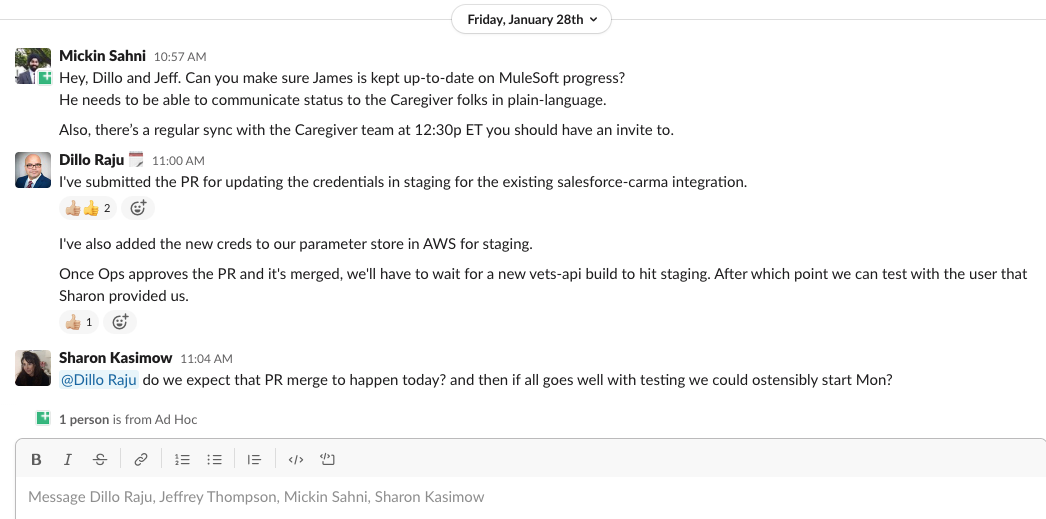 Friday, January 28th
Mickin Sahni 10:57 AM
Hey, Dillo and Jeff. Can you make sure James is kept up-to-date on MuleSoft progress?
He needs to be able to communicate status to the Caregiver folks in plain-language.
Also, there's a regular sync with the Caregiver team at 12:30p ET you should have an invite to.
Dillo Raju 11:00 AM
I've submitted the PR for updating the credentials in staging for the existing salesforce-carma integration.
2
I've also added the new creds to our parameter store in AWS for staging.
Once Ops approves the PR and it's merged, we'll have to wait for a new vets-api build to hit staging. After which point we can test with the user that
Sharon provided us.
1
Sharon Kasimow 11:04 AM
@Dillo Raju do we expect that PR merge to happen today? and then if all goes well with testing we could ostensibly start Mon?
1 person is from Ad Hoc
B I S
Message Dillo Raju, Jeffrey Thompson, Mickin Sahni, Sharon Kasimow